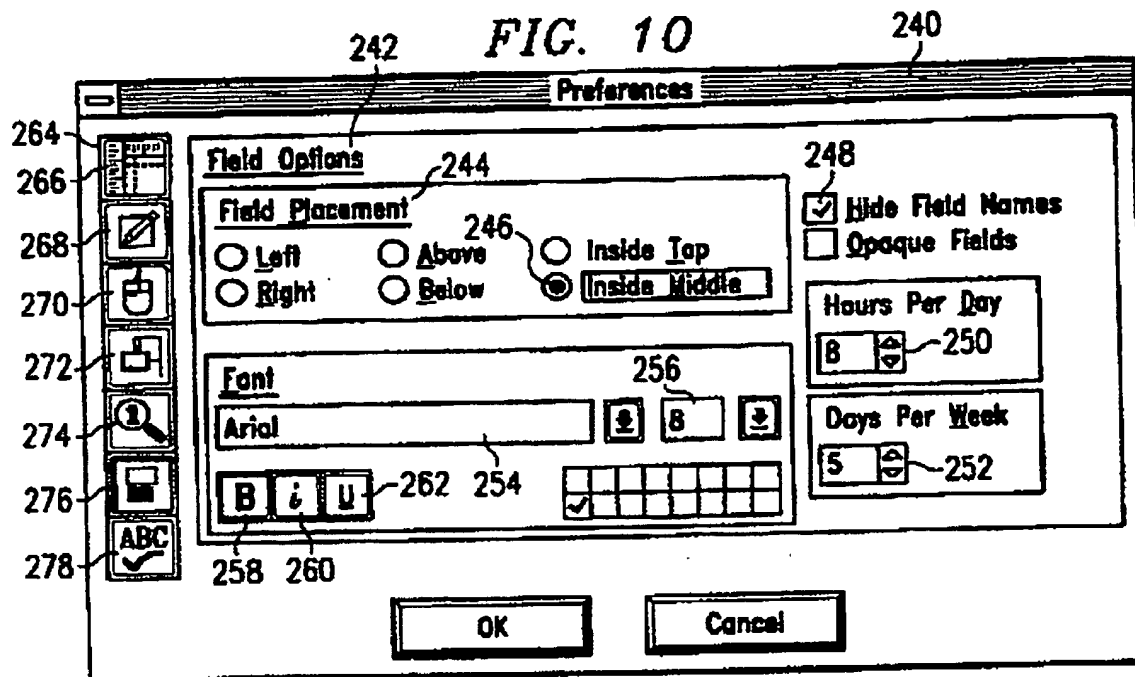 FIG. 10
240
242
Preferences
264
266
268
270
272
274
276
278
ABC
Field Options
244
Field Placement
246
Left
Above
Inside Top
Right
Below
Inside Middle
248
Hide Field Names
Opaque Fields
Hours Per Day
8
250
Days Per Week
5
252
Font
256
Arial
8
254
B i U
262
258
260
1
OK
Cancel